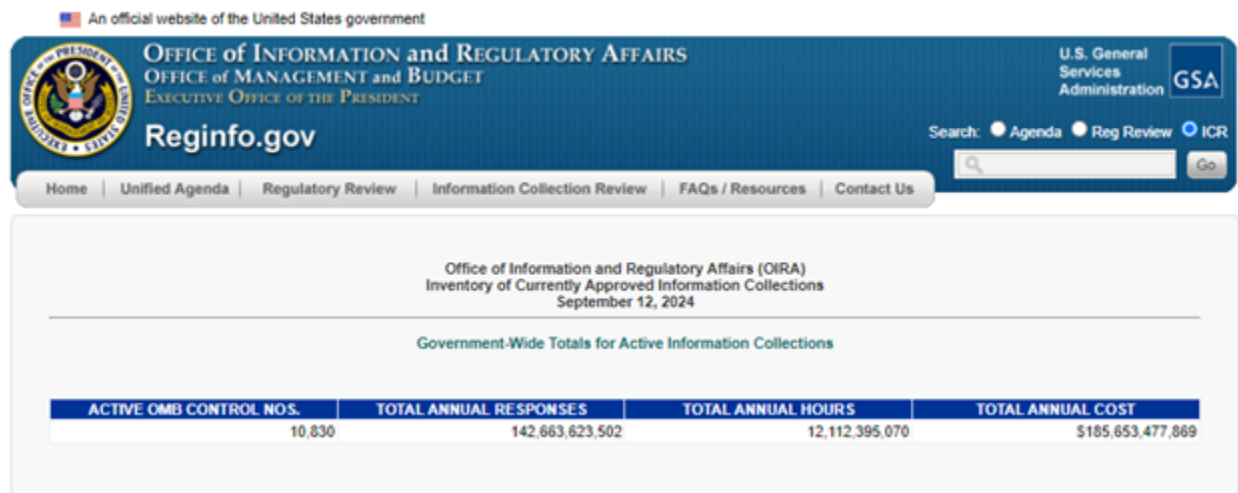 An official website of the United States government
OFFICE of INFORMATION and REGULATORY AFFAIRS
OFFICE of MANAGEMENT and BUDGET
EXECUTIVE OFFICE OF THE PRESIDENT
Reginfo.gov
U.S. General
Services
Administration
GSA
Search: Agenda Reg Review ICR
Go
Home | Unified Agenda | Regulatory Review | Information Collection Review | FAQs / Resources | Contact Us
Office of Information and Regulatory Affairs (OIRA)
Inventory of Currently Approved Information Collections
September 12, 2024
Government-Wide Totals for Active Information Collections
ACTIVE OMB CONTROL NOS. TOTAL ANNUAL RESPONSES TOTAL ANNUAL HOURS TOTAL ANNUAL COST
10,830 142,663,623,502 12,112,395,070 $185,653,477,869